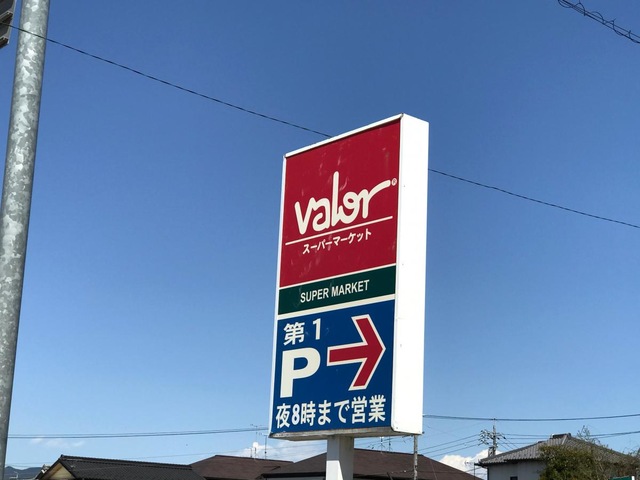 valor®
スーパーマーケット
SUPER MARKET
第1
P
夜8時まで営業